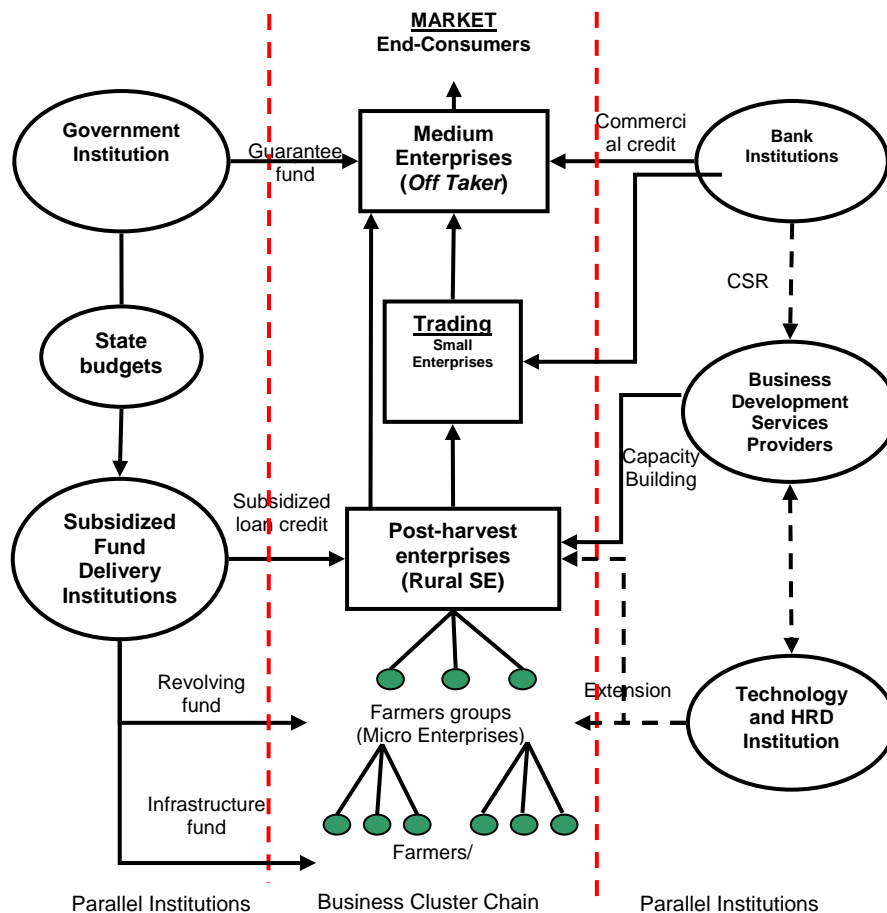 MARKET
End-Consumers
Government
Institution
Guarantee
fund
Medium
Enterprises
(Off Taker)
Commerci
al credit
Bank
Institutions
CSR
State
budgets
Trading
Small
Enterprises
Business
Development
Services
Providers
Capacity
Building
Subsidized
Fund
Delivery
Institutions
Subsidized
loan credit
Post-harvest
enterprises
(Rural SE)
Revolving
fund
Farmers groups
(Micro Enterprises)
Extension
Technology
and HRD
Institution
Infrastructure
fund
Farmers/
Parallel Institutions
Business Cluster Chain
Parallel Institutions